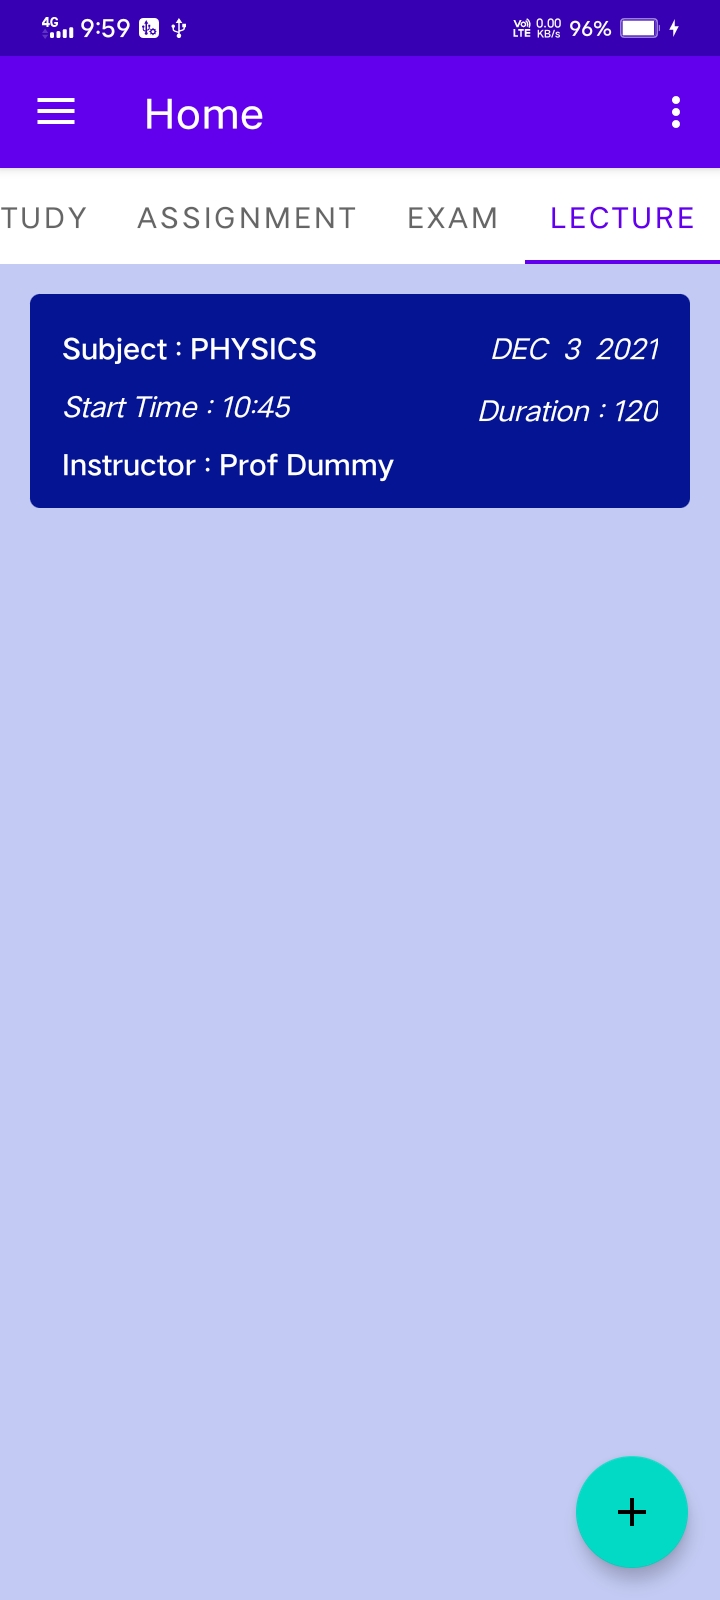 4G 9:59 Vo) LTE 0.00 KB/s 96%
Home
TUDY ASSIGNMENT EXAM LECTURE
Subject : PHYSICS DEC 3 2021
Start Time : 10:45 Duration : 120
Instructor : Prof Dummy